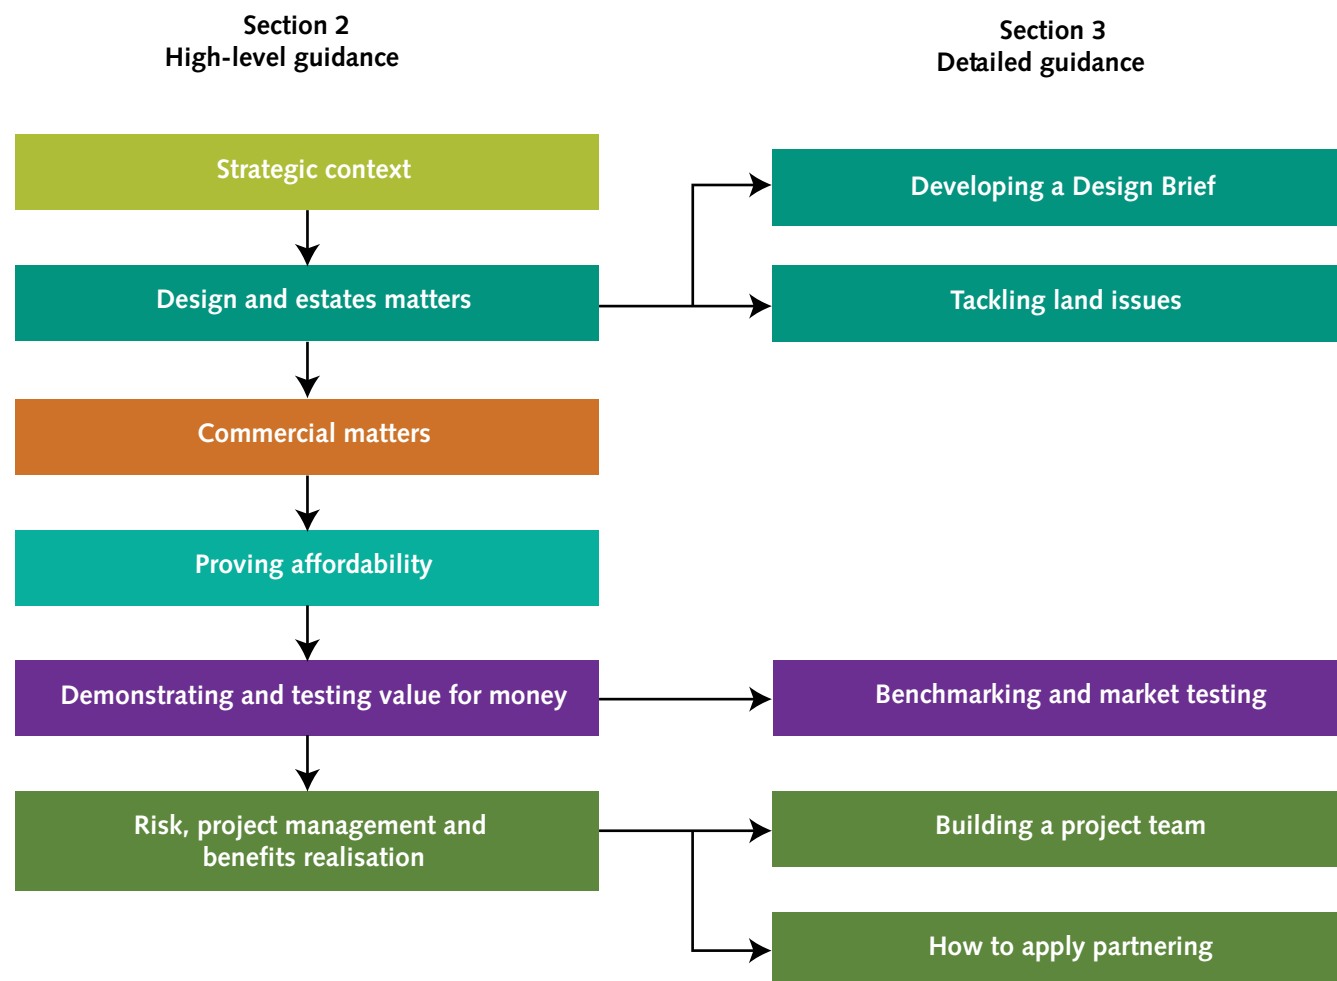 Section 2
High-level guidance
Section 3
Detailed guidance
Strategic context
Developing a Design Brief
Design and estates matters
Tackling land issues
Commercial matters
Proving affordability
Demonstrating and testing value for money
Benchmarking and market testing
Risk, project management and
benefits realisation
Building a project team
How to apply partnering